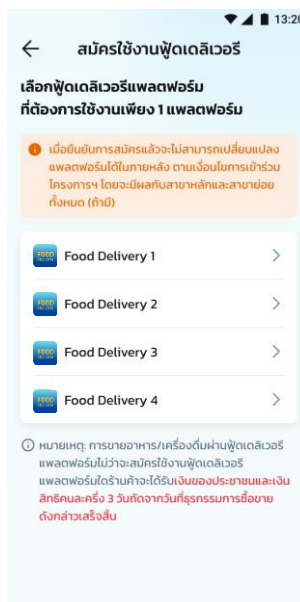 13:20
สมัครใช้งานฟู้ดเดลิเวอรี
เลือกฟู้ดเดลิเวอรีแพลตฟอร์ม
ที่ต้องการใช้งานเพียง 1 แพลตฟอร์ม
เมื่อยืนยันการสมัครแล้วจะไม่สามารถเปลี่ยนแปลง
แพลตฟอร์มได้ในภายหลัง ตามเงื่อนไขการเข้าร่วม
โครงการฯ โดยจะมีผลกับสาขาหลักและสาขาย่อย
ทั้งหมด (ถ้ามี)
FOOD DELIVERY Food Delivery 1
FOOD DELIVERY Food Delivery 2
FOOD DELIVERY Food Delivery 3
FOOD DELIVERY Food Delivery 4
หมายเหตุ: การขายอาหาร/เครื่องดื่มผ่านฟู้ดเดลิเวอรี
แพลตฟอร์มไม่ว่าจะสมัครใช้งานฟู้ดเดลิเวอรี
แพลตฟอร์มใดร้านค้าจะได้รับเงินของประชาชนและเงิน
สิทธิคนละครึ่ง 3 วันถัดจากวันที่ธุรกรรมการซื้อขาย
ดังกล่าวเสร็จสิ้น